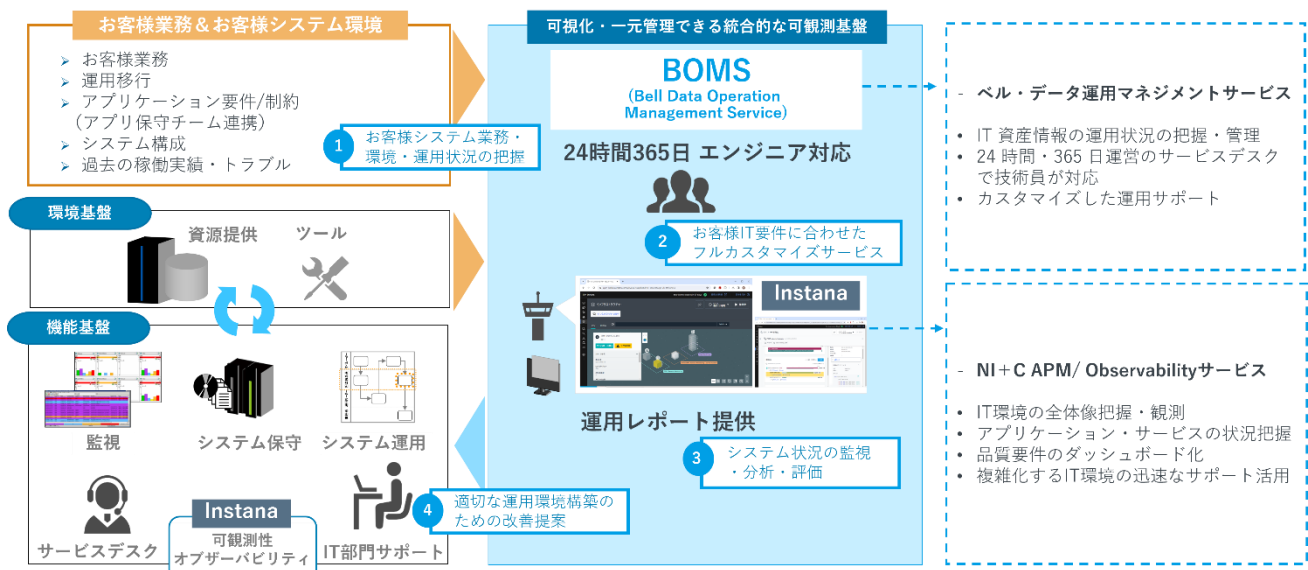 お客様業務＆お客様システム環境
➢ お客様業務
➢ 運用移行
➢ アプリケーション要件/制約
（アプリ保守チーム連携）
➢ システム構成
➢ 過去の稼働実績・トラブル
1
お客様システム業務・
環境・運用状況の把握
環境基盤
資源提供
ツール
機能基盤
監視
システム保守
システム運用
サービスデスク
Instana
可観測性
オブザーバビリティ
IT部門サポート
可視化・一元管理できる統合的な可観測基盤
BOMS
(Bell Data Operation
Management Service)
24時間365日 エンジニア対応
2
お客様IT要件に合わせた
フルカスタマイズサービス
Instana
運用レポート提供
3
システム状況の監視
・分析・評価
4
適切な運用環境構築の
ための改善提案
- ベル・データ運用マネジメントサービス
• IT 資産情報の運用状況の把握・管理
• 24 時間・365 日運営のサービスデスク
で技術員が対応
• カスタマイズした運用サポート
- NI＋C APM/ Observabilityサービス
• IT環境の全体像把握・観測
• アプリケーション・サービスの状況把握
• 品質要件のダッシュボード化
• 複雑化するIT環境の迅速なサポート活用